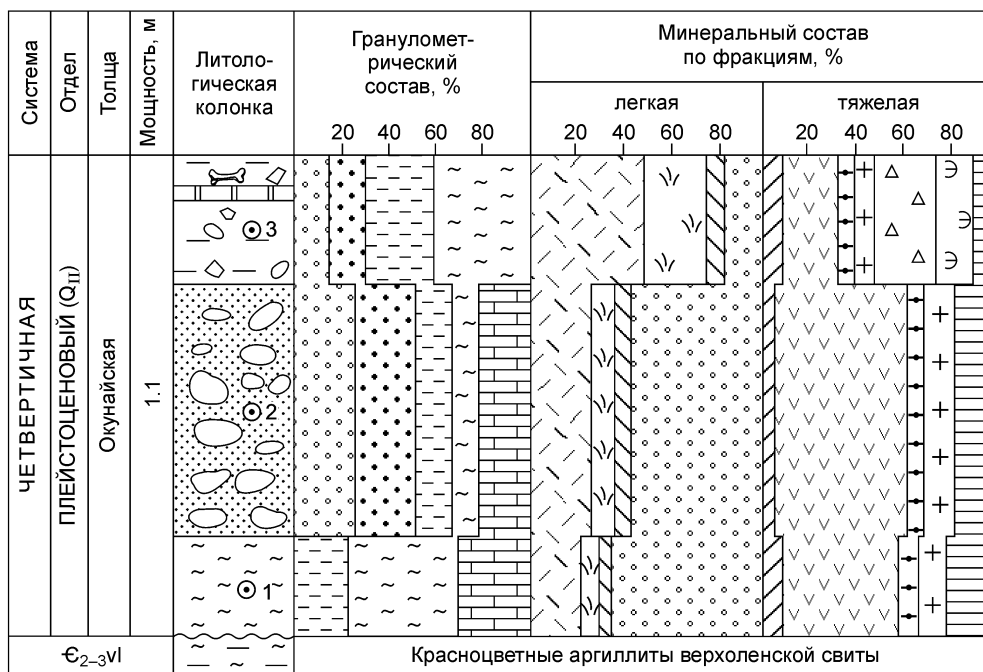 Система
Отдел
Толща
Мощность, м
Литоло-
гическая
колонка
Грануломет-
рический
состав, %
20 40 60 80
Минеральный состав
по фракциям, %
легкая
20 40 60 80
тяжелая
20 40 60 80
ЧЕТВЕРТИЧНАЯ
ПЛЕЙСТОЦЕНОВЫЙ (QII)
Окунайская
1.1
3
2
1
Є2–3vl
Красноцветные аргиллиты верхоленской свиты